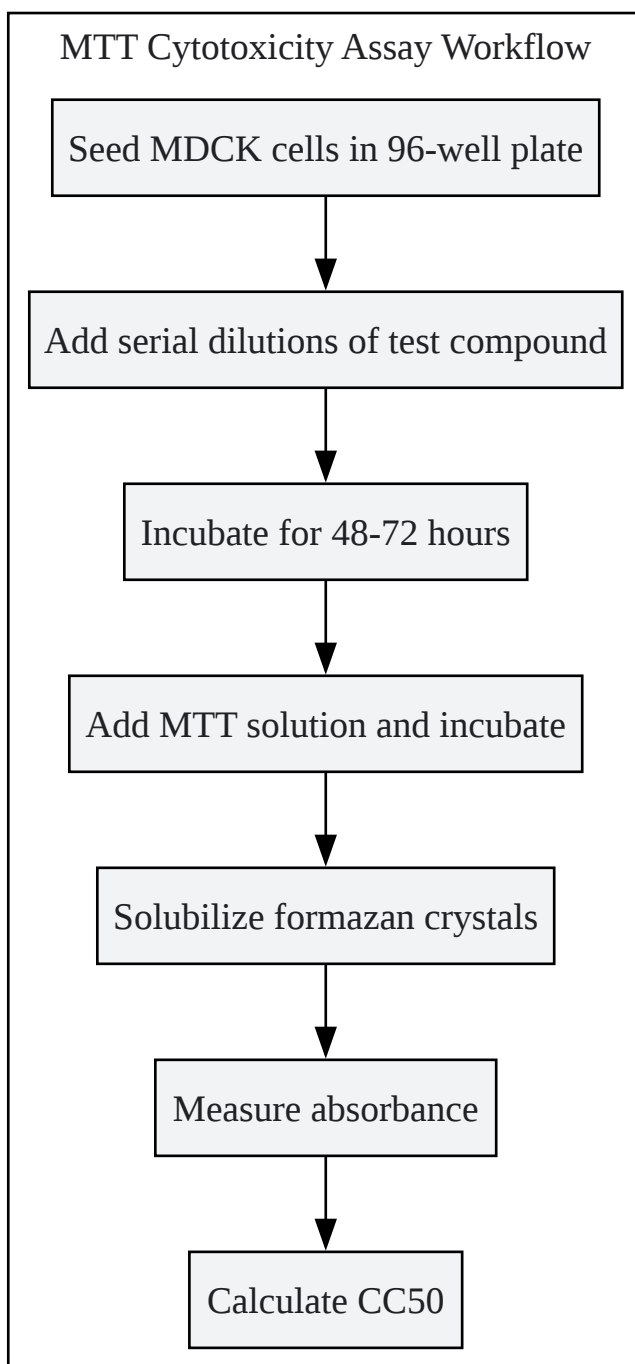 MTT Cytotoxicity Assay Workflow
Seed MDCK cells in 96-well plate
Add serial dilutions of test compound
Incubate for 48-72 hours
Add MTT solution and incubate
Solubilize formazan crystals
Measure absorbance
Calculate CC50